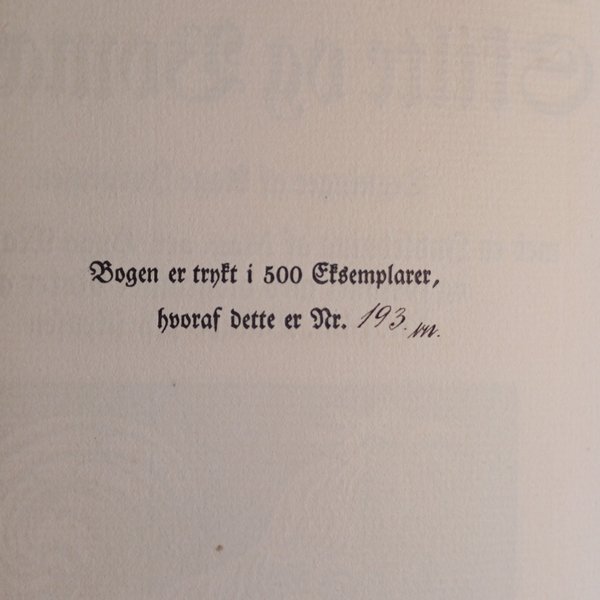 Bogen er trykt i 500 Eksemplarer,
hvoraf dette er Nr. 193.